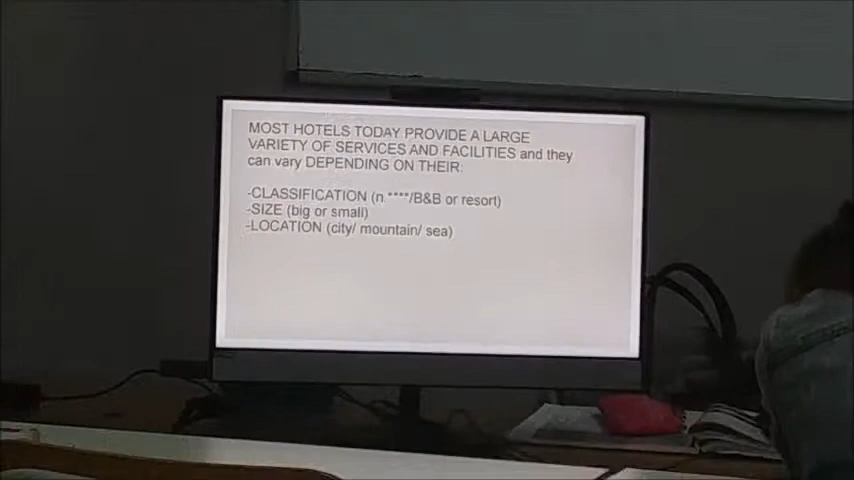 MOST HOTELS TODAY PROVIDE A LARGE
VARIETY OF SERVICES AND FACILITIES and they
can vary DEPENDING ON THEIR:
-CLASSIFICATION (n.****/B&B or resort)
-SIZE (big or small)
-LOCATION (city/ mountain/ sea)